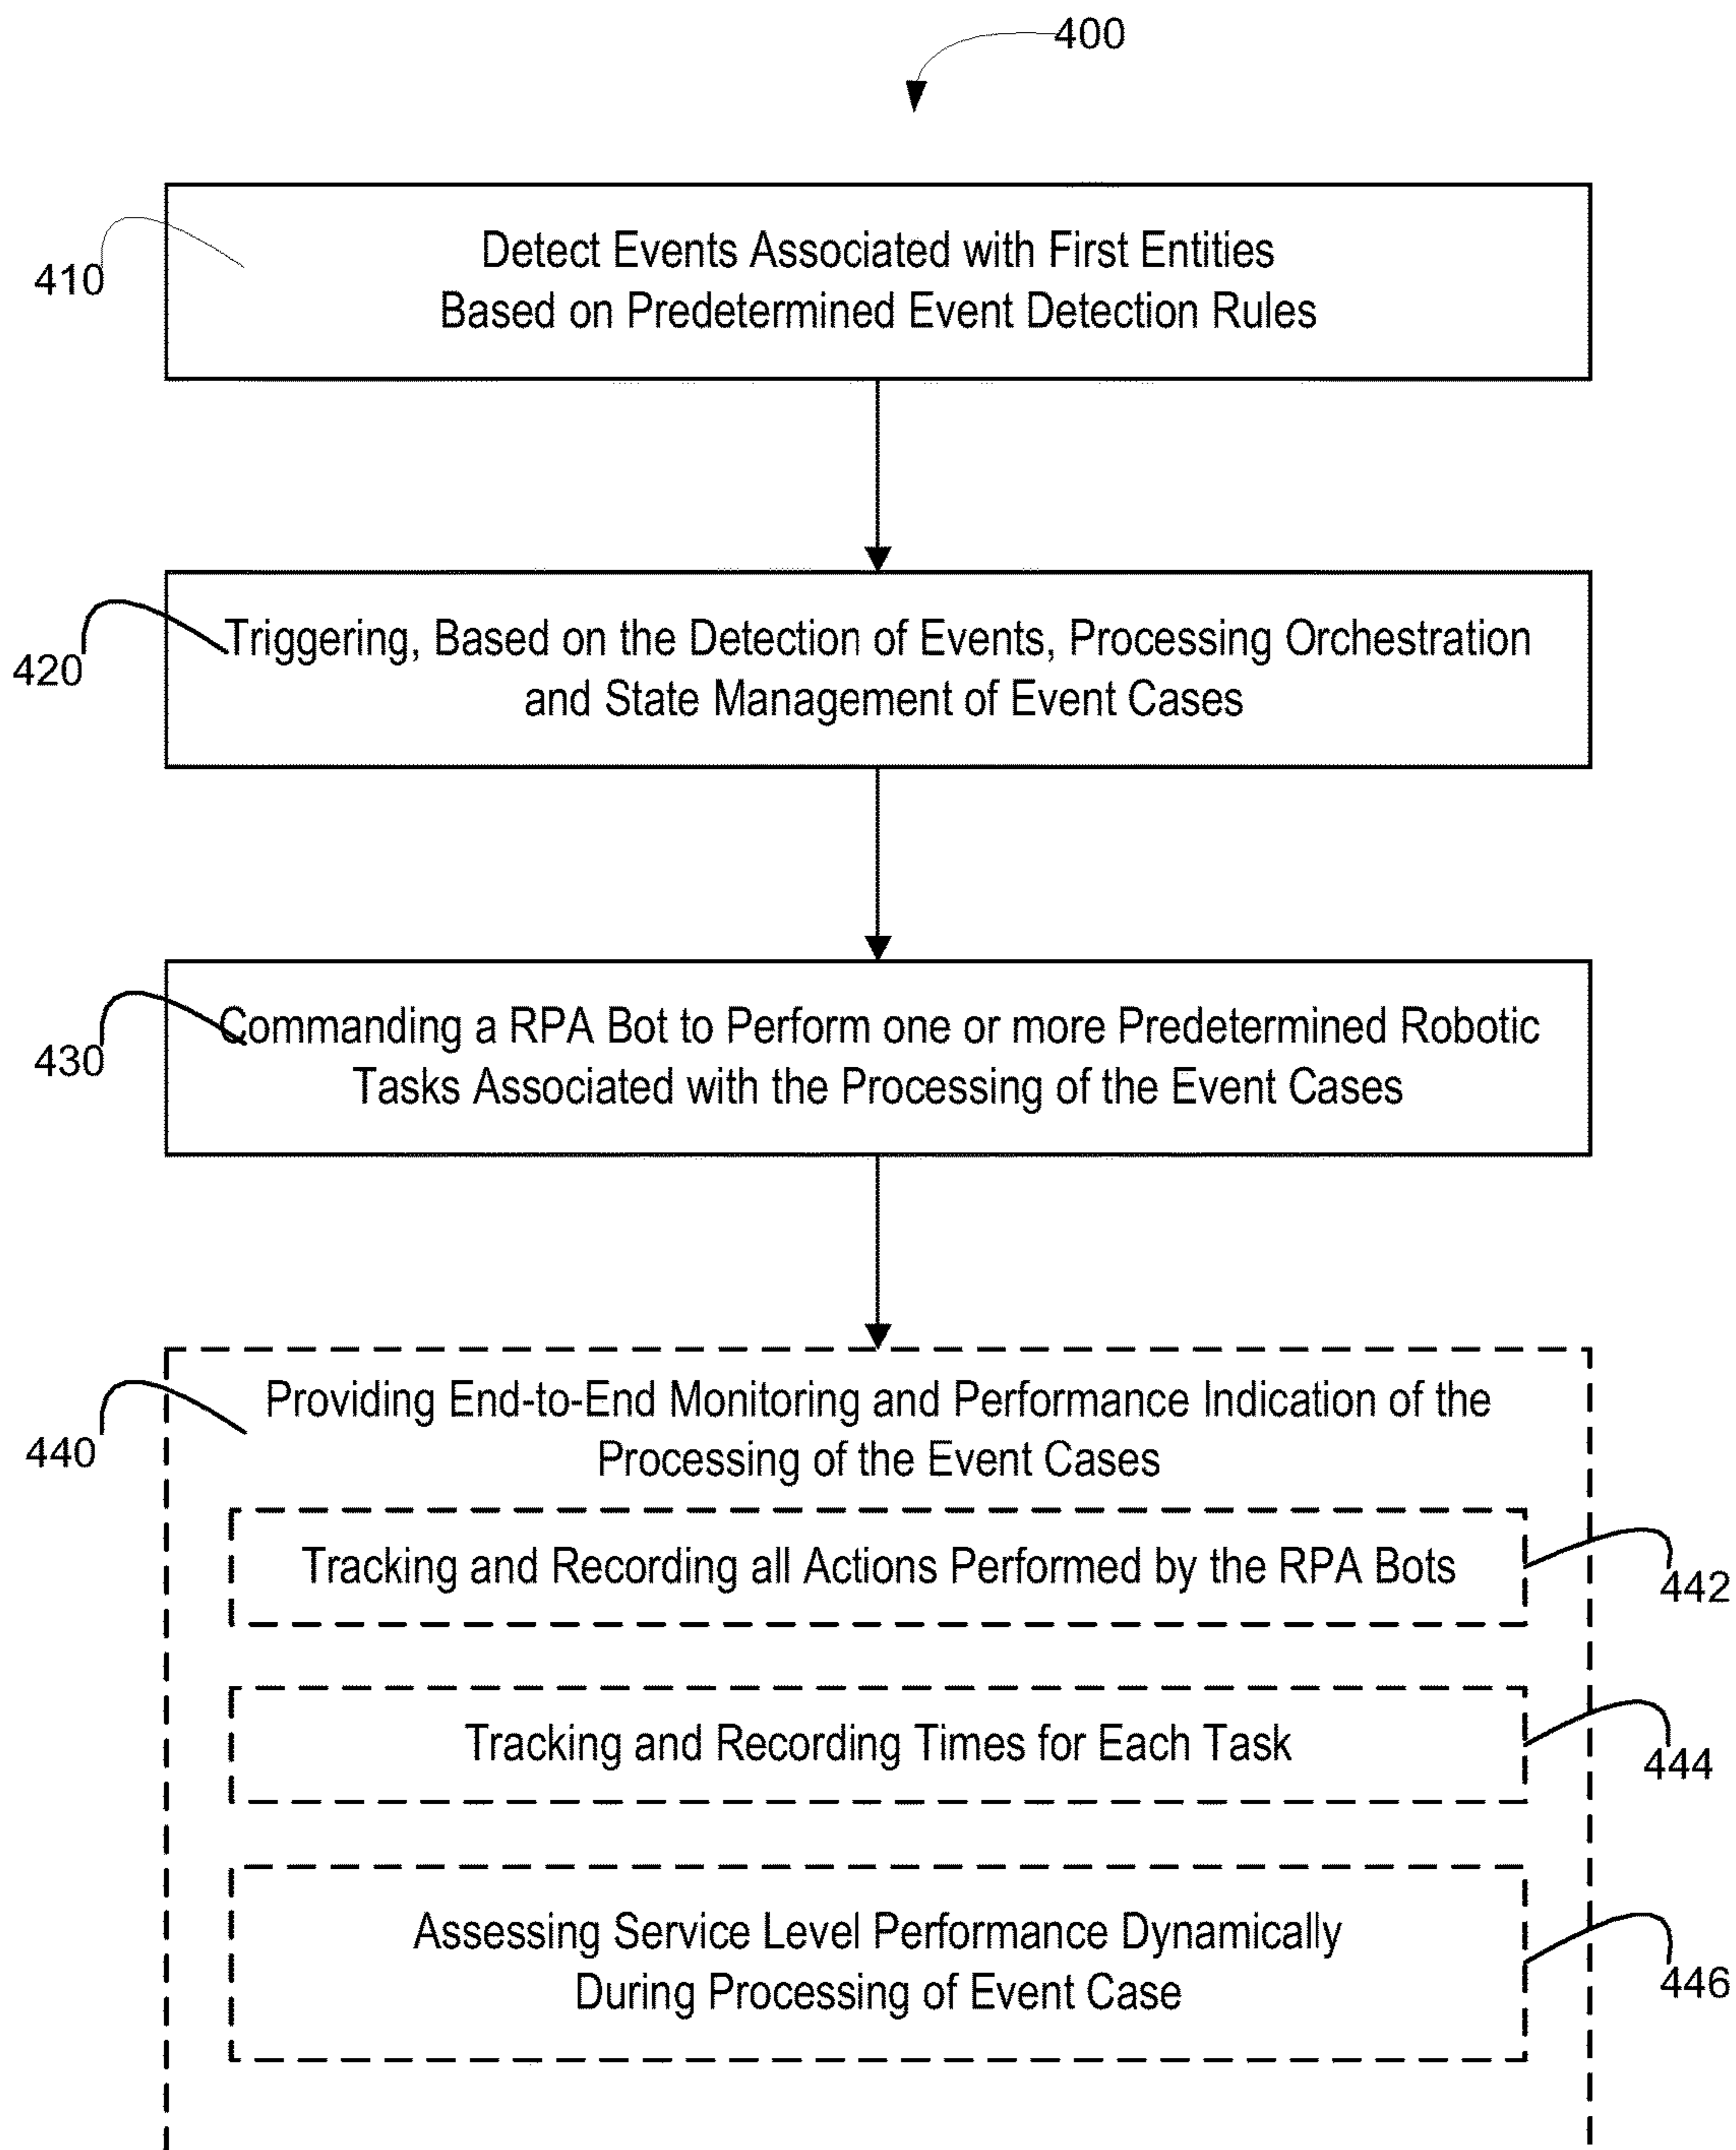 400
410
Detect Events Associated with First Entities
Based on Predetermined Event Detection Rules
420
Triggering, Based on the Detection of Events, Processing Orchestration
and State Management of Event Cases
430
Commanding a RPA Bot to Perform one or more Predetermined Robotic
Tasks Associated with the Processing of the Event Cases
440
Providing End-to-End Monitoring and Performance Indication of the
Processing of the Event Cases
Tracking and Recording all Actions Performed by the RPA Bots
442
Tracking and Recording Times for Each Task
444
Assessing Service Level Performance Dynamically
During Processing of Event Case
446